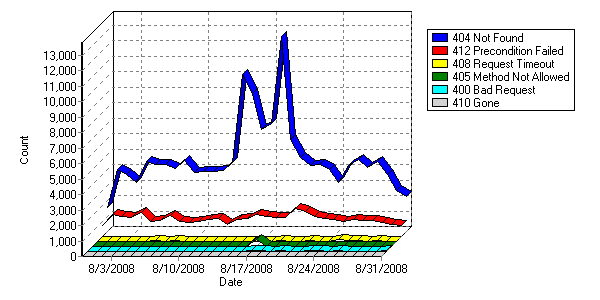 13,000
12,000
11,000
10,000
9,000
8,000
7,000
6,000
5,000
4,000
3,000
2,000
1,000
0
Count
8/3/2008 8/10/2008 8/17/2008 8/24/2008 8/31/2008
Date
404 Not Found
412 Precondition Failed
408 Request Timeout
405 Method Not Allowed
400 Bad Request
410 Gone